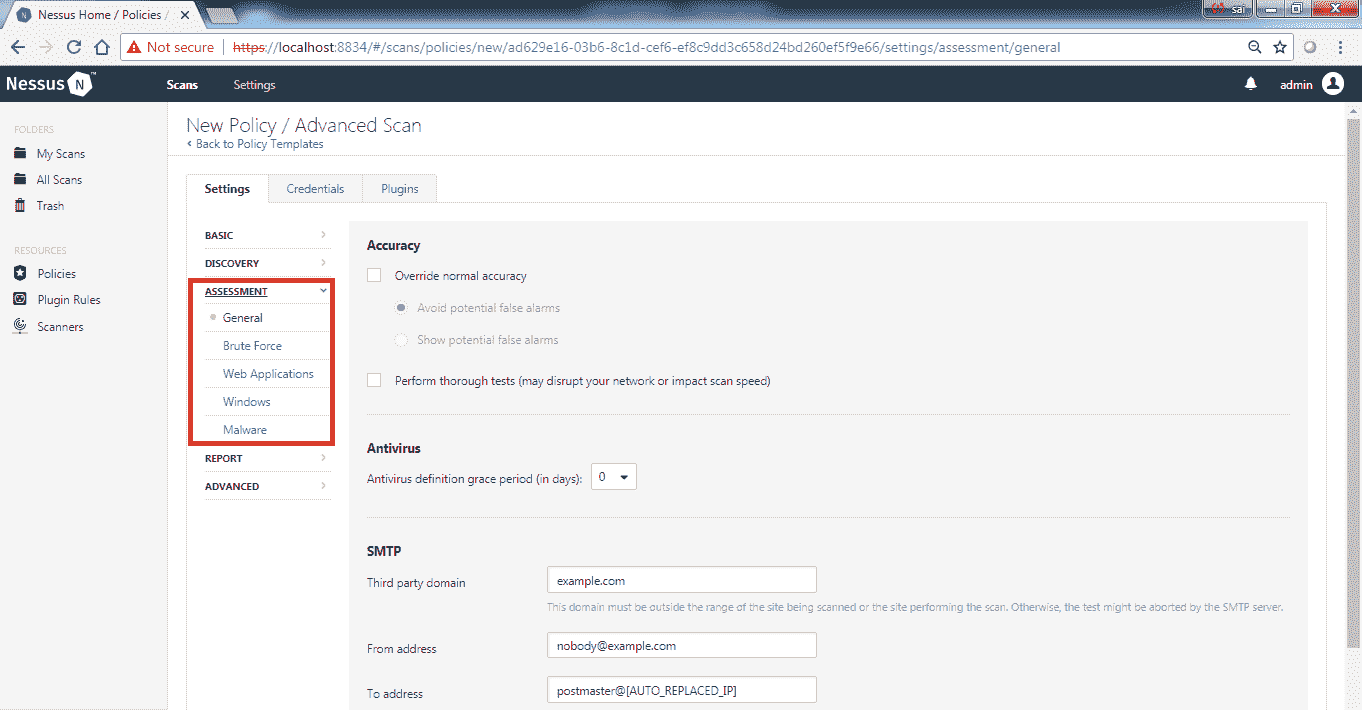 Nessus Home / Policies /
sai
Not secure
https://localhost:8834/#/scans/policies/new/ad629e16-03b6-8c1d-cef6-ef8c9dd3c658d24bd260ef5f9e66/settings/assessment/general
Nessus N
Scans
Settings
admin
FOLDERS
My Scans
All Scans
Trash
RESOURCES
Policies
Plugin Rules
Scanners
New Policy / Advanced Scan
Back to Policy Templates
Settings
Credentials
Plugins
BASIC
DISCOVERY
ASSESSMENT
General
Brute Force
Web Applications
Windows
Malware
REPORT
ADVANCED
Accuracy
Override normal accuracy
Avoid potential false alarms
Show potential false alarms
Perform thorough tests (may disrupt your network or impact scan speed)
Antivirus
Antivirus definition grace period (in days): 0
SMTP
Third party domain
example.com
This domain must be outside the range of the site being scanned or the site performing the scan. Otherwise, the test might be aborted by the SMTP server.
From address
nobody@example.com
To address
postmaster@[AUTO_REPLACED_IP]